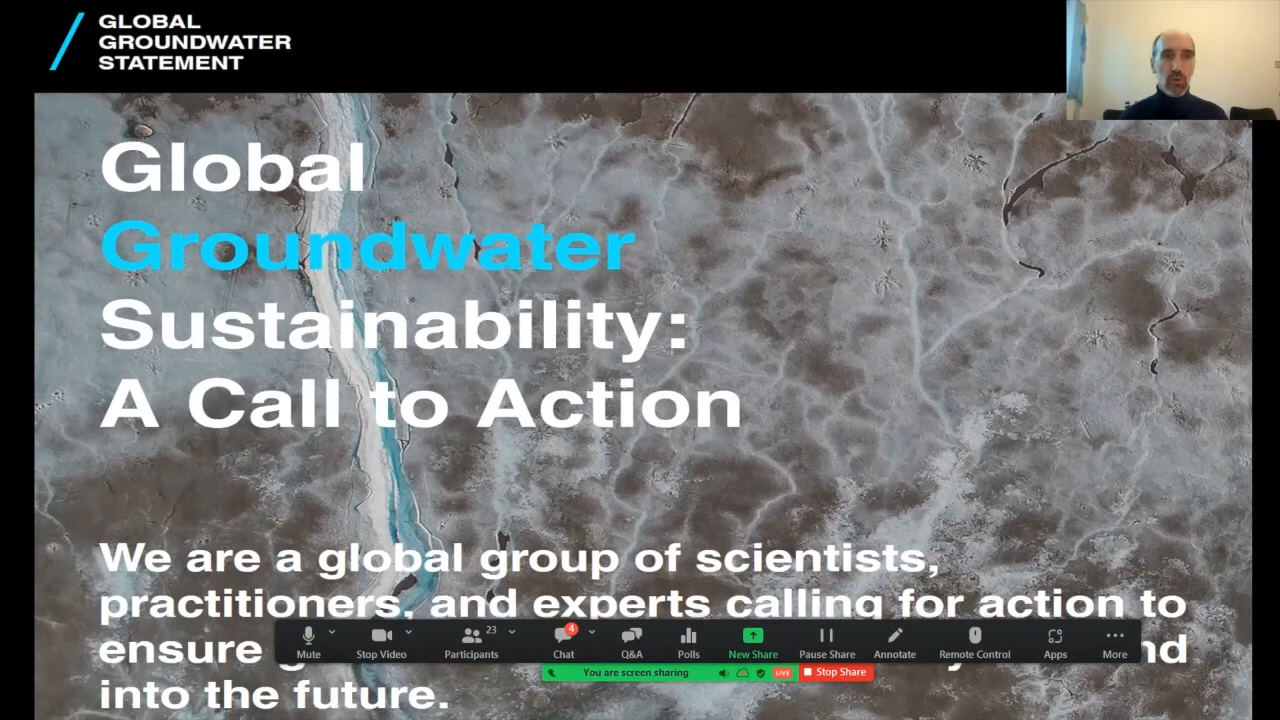 GLOBAL
GROUNDWATER
STATEMENT
Global
Groundwater
Sustainability:
A Call to Action
We are a global group of scientists,
practitioners, and experts calling for action to
ensure
into the future.
Mute
Stop Video
23
Participants
4
Chat
Q&A
Polls
New Share
Pause Share
Annotate
Remote Control
Apps
More
You are screen sharing
LIVE
Stop Share